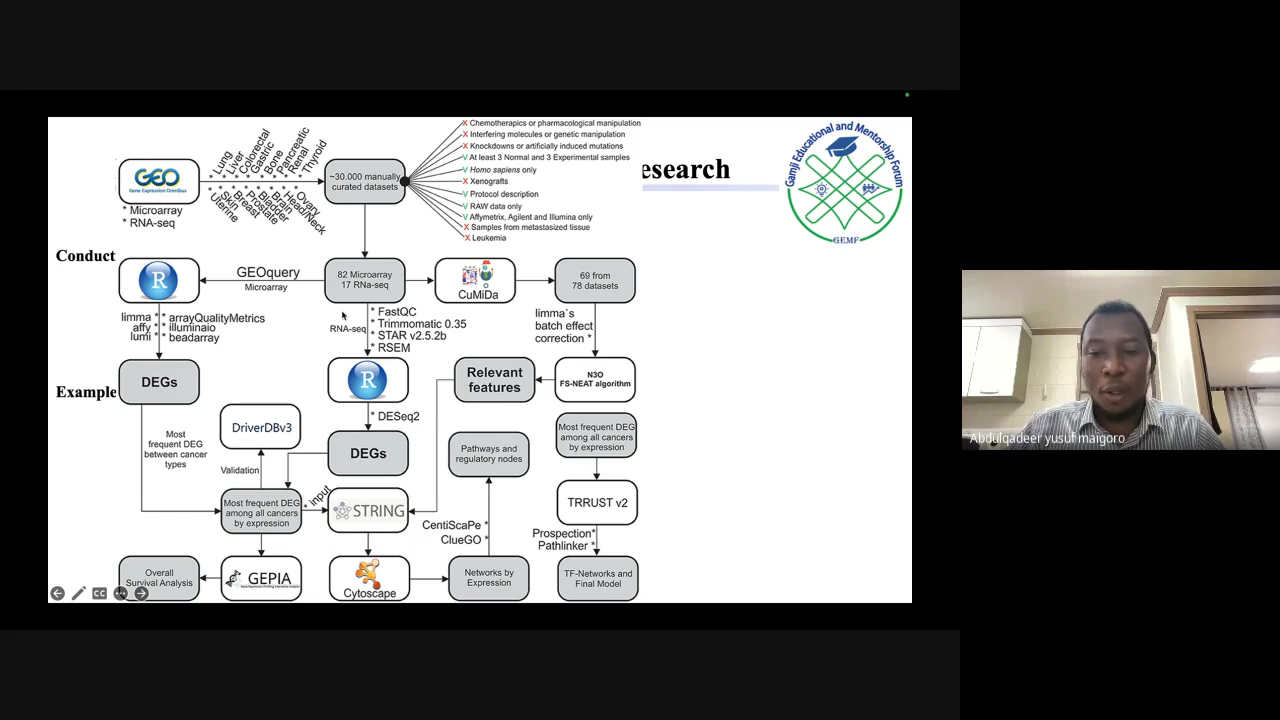 GEO
Gene Expression Omnibus
* Microarray
* RNA-seq
* Lung
* Liver
* Colorectal
* Gastric
* Bone
* Pancreatic
* Renal
* Thyroid
* Skin
* Uterine
* Breast
* Prostate
* Bladder
* Brain
* Head/Neck
* Ovary
~30.000 manually
curated datasets
X Chemotherapics or pharmacological manipulation
X Interfering molecules or genetic manipulation
X Knockdowns or artificially induced mutations
V At least 3 Normal and 3 Experimental samples
V Homo sapiens only
X Xenografts
V Protocol description
V RAW data only
V Affymetrix, Agilent and Illumina only
X Samples from metastasized tissue
X Leukemia
esearch
Gamji Educational and Mentorship Forum
GEMF
Conduct
R
GEOquery
Microarray
82 Microarray
17 RNA-seq
CuMiDa
69 from
78 datasets
limma * * arrayQualityMetrics
affy * * illuminaio
lumi * * beadarray
RNA-seq
* FastQC
* Trimmomatic 0.35
* STAR v2.5.2b
* RSEM
limma`s
batch effect
correction *
Example
DEGs
R
Relevant
features
N3O
FS-NEAT algorithm
* DESeq2
DriverDBv3
Most
frequent DEG
between cancer
types
Validation
DEGs
Pathways and
regulatory nodes
Most frequent DEG
among all cancers
by expression
Most frequent DEG
among all cancers
by expression
* input
STRING
TRRUST v2
CentiScaPe *
ClueGO *
Prospection *
Pathlinker *
Overall
Survival Analysis
GEPIA
Cytoscape
Networks by
Expression
TF-Networks and
Final Model
CC
Abdulqadeer yusuf maigoro